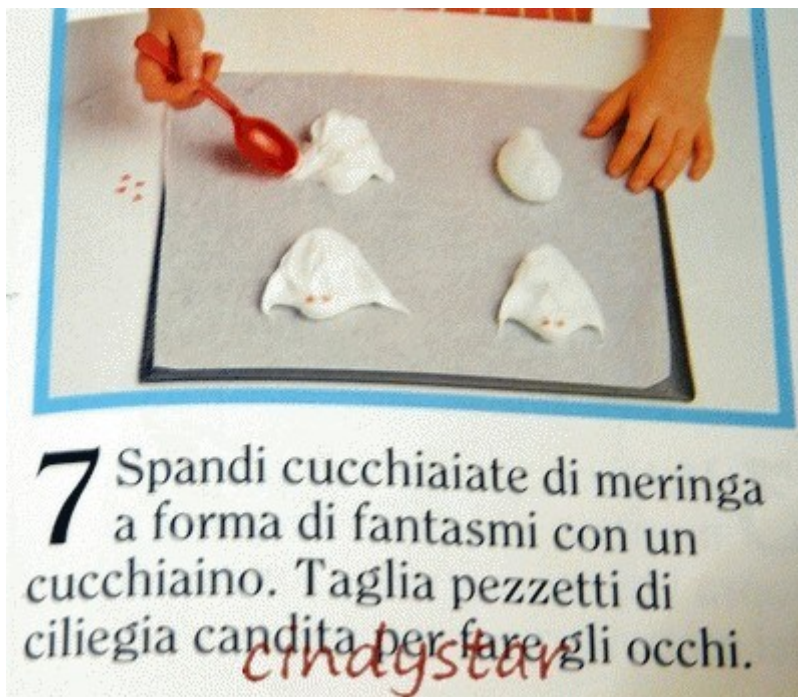 7 Spandi cucchiaiate di meringa
a forma di fantasmi con un
cucchiaino. Taglia pezzetti di
ciliegia candita per fare gli occhi.
cindystar